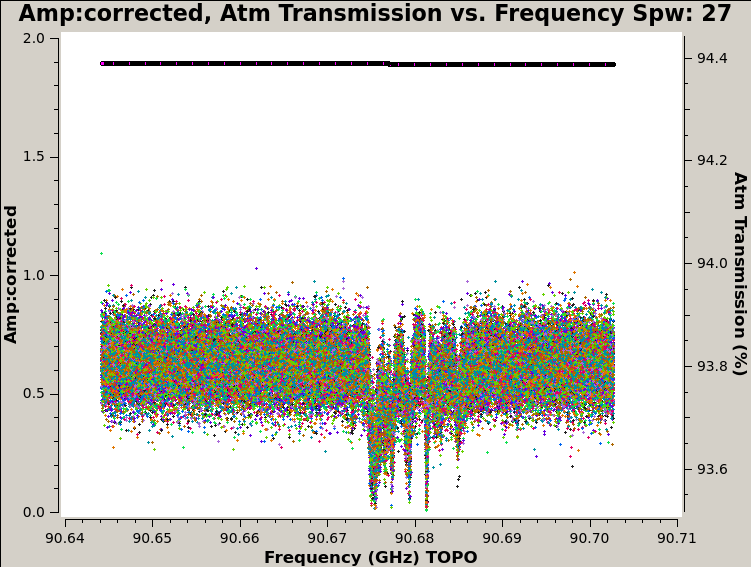 Amp:corrected, Atm Transmission vs. Frequency Spw: 27
2.0
1.5
1.0
0.5
0.0
Amp:corrected
94.4
94.2
94.0
93.8
93.6
Atm Transmission (%)
90.64 90.65 90.66 90.67 90.68 90.69 90.70 90.71
Frequency (GHz) TOPO